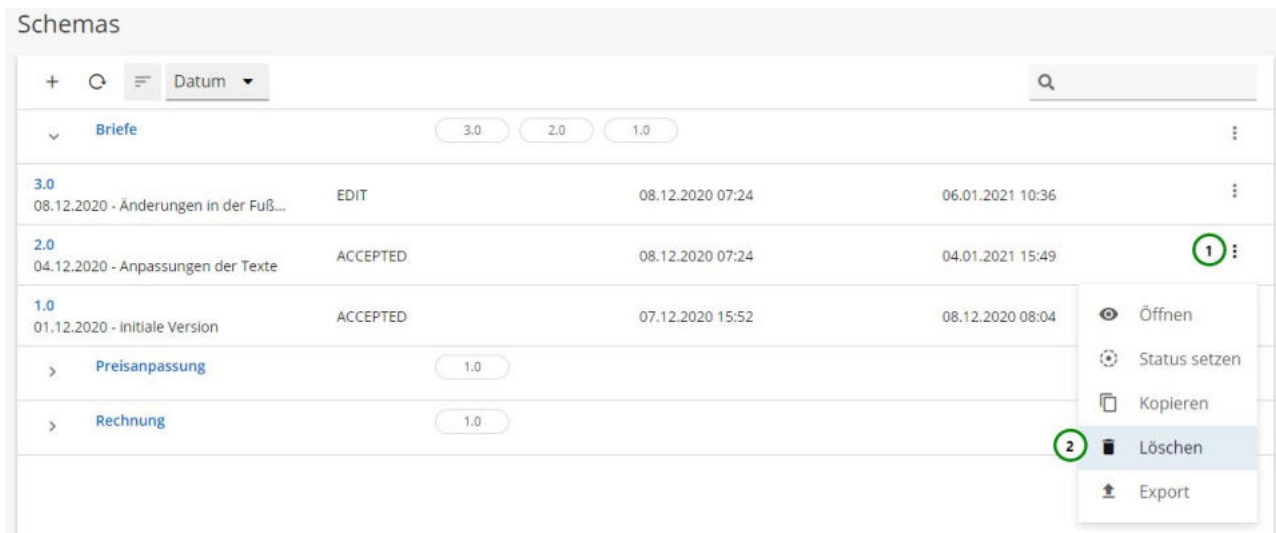 Schemas
Datum
Briefe 3.0 2.0 1.0
3.0
08.12.2020 - Änderungen in der Fuß... EDIT 08.12.2020 07:24 06.01.2021 10:36
2.0
04.12.2020 - Anpassungen der Texte ACCEPTED 08.12.2020 07:24 04.01.2021 15:49 1
1.0
01.12.2020 - initiale Version ACCEPTED 07.12.2020 15:52 08.12.2020 08:04
Öffnen
Status setzen
Kopieren
2 Löschen
Export
Preisanpassung 1.0
Rechnung 1.0